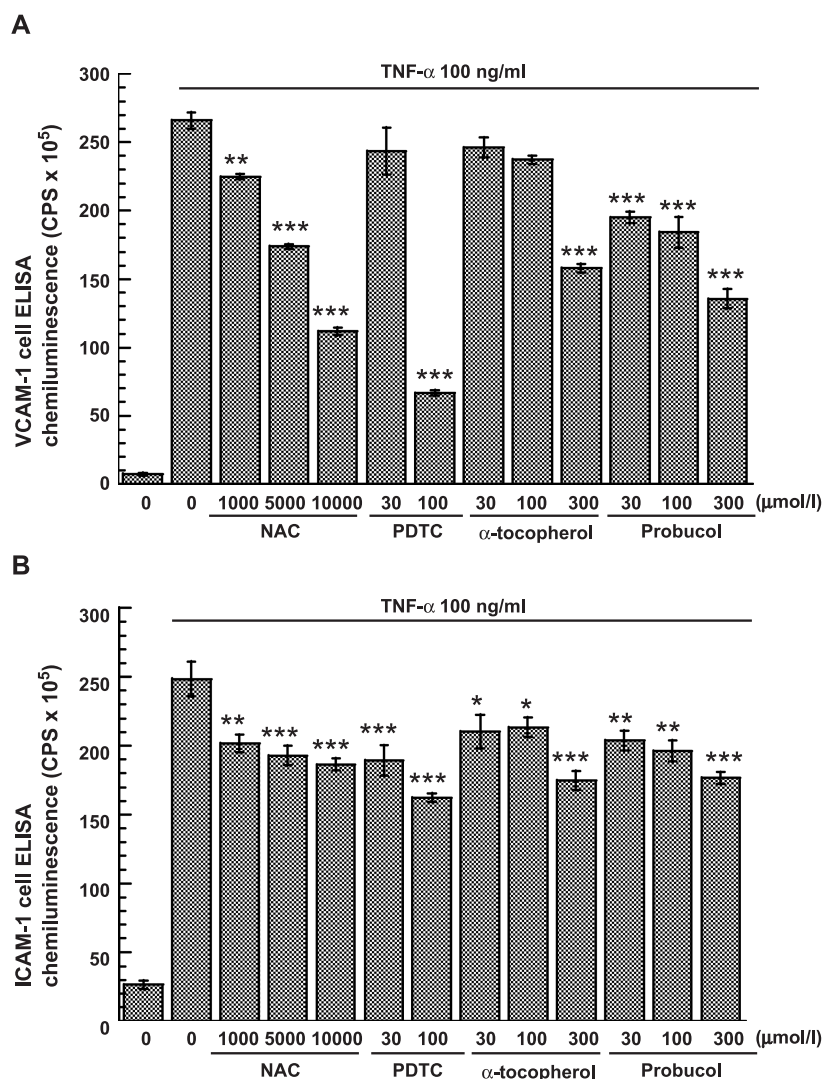 A
TNF-α 100 ng/ml
VCAM-1 cell ELISA
chemiluminescence (CPS x 10⁵)
300
250
200
150
100
50
0
**
***
***
***
***
***
***
***
0 0 1000 5000 10000 30 100 30 100 300 30 100 300 (μmol/l)
NAC PDTC α-tocopherol Probucol
B
TNF-α 100 ng/ml
ICAM-1 cell ELISA
chemiluminescence (CPS x 10⁵)
300
250
200
150
100
50
0
**
***
***
***
***
*
*
***
**
**
***
0 0 1000 5000 10000 30 100 30 100 300 30 100 300 (μmol/l)
NAC PDTC α-tocopherol Probucol